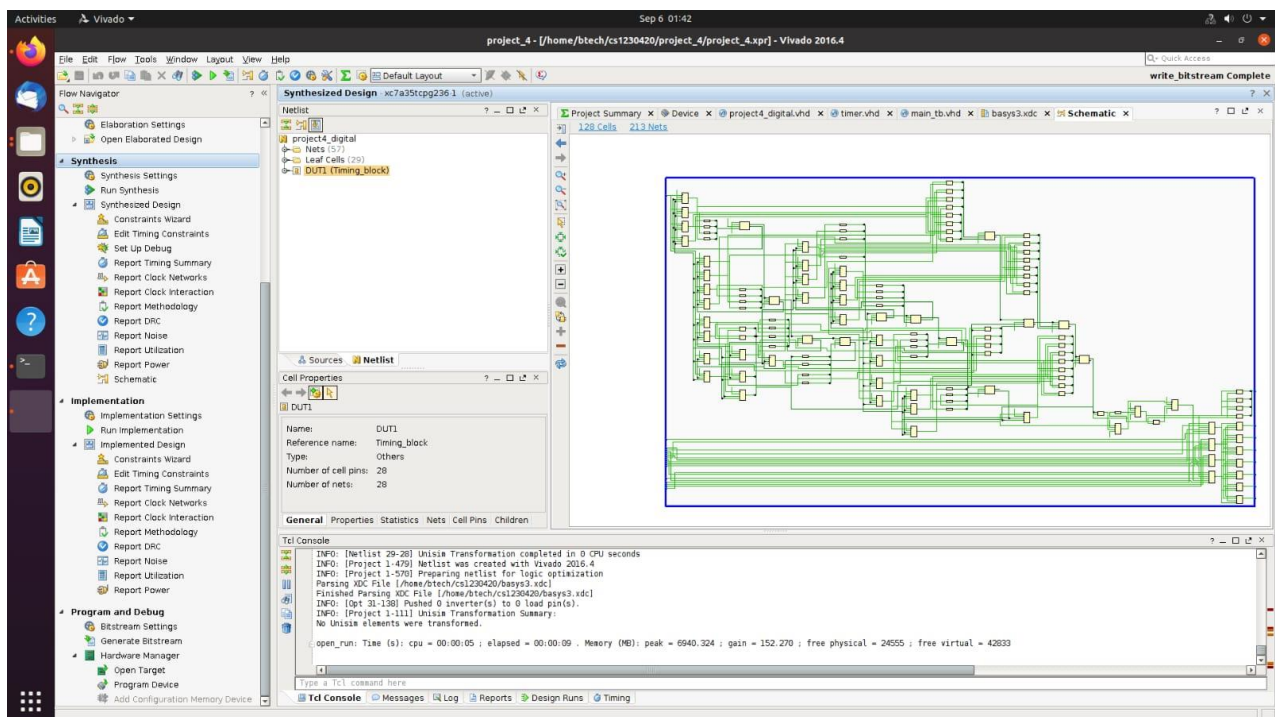 Activities Vivado Sep 6 01:42
project_4 - [/home/btech/cs1230420/project_4/project_4.xpr] - Vivado 2016.4
File Edit Flow Tools Window Layout View Help
Q- Quick Access
Default Layout
write_bitstream Complete
Flow Navigator
Elaboration Settings
Open Elaborated Design
Synthesis
Synthesis Settings
Run Synthesis
Synthesized Design
Constraints Wizard
Edit Timing Constraints
Set Up Debug
Report Timing Summary
Report Clock Networks
Report Clock Interaction
Report Methodology
Report DRC
Report Noise
Report Utilization
Report Power
Schematic
Implementation
Implementation Settings
Run Implementation
Implemented Design
Constraints Wizard
Edit Timing Constraints
Report Timing Summary
Report Clock Networks
Report Clock Interaction
Report Methodology
Report DRC
Report Noise
Report Utilization
Report Power
Program and Debug
Bitstream Settings
Generate Bitstream
Hardware Manager
Open Target
Program Device
Add Configuration Memory Device
Synthesized Design - xc7a35tcpg236-1 (active)
Netlist
project4_digital
Nets (57)
Leaf Cells (29)
DUT1 (Timing_block)
Sources Netlist
Cell Properties
DUT1
Name: DUT1
Reference name: Timing_block
Type: Others
Number of cell pins: 28
Number of nets: 28
General Properties Statistics Nets Cell Pins Children
Project Summary Device project4_digital.vhd timer.vhd main_tb.vhd basys3.xdc Schematic
128 Cells 213 Nets
Tcl Console
INFO: [Netlist 29-28] Unisim Transformation completed in 0 CPU seconds
INFO: [Project 1-479] Netlist was created with Vivado 2016.4
INFO: [Project 1-570] Preparing netlist for logic optimization
Parsing XDC File [/home/btech/cs1230420/basys3.xdc]
Finished Parsing XDC File [/home/btech/cs1230420/basys3.xdc]
INFO: [Opt 31-138] Pushed 0 inverter(s) to 0 load pin(s).
INFO: [Project 1-111] Unisim Transformation Summary:
No Unisim elements were transformed.
open_run: Time (s): cpu = 00:00:05 ; elapsed = 00:00:09 . Memory (MB): peak = 6940.324 ; gain = 152.270 ; free physical = 24555 ; free virtual = 42833
Type a Tcl command here
Tcl Console Messages Log Reports Design Runs Timing